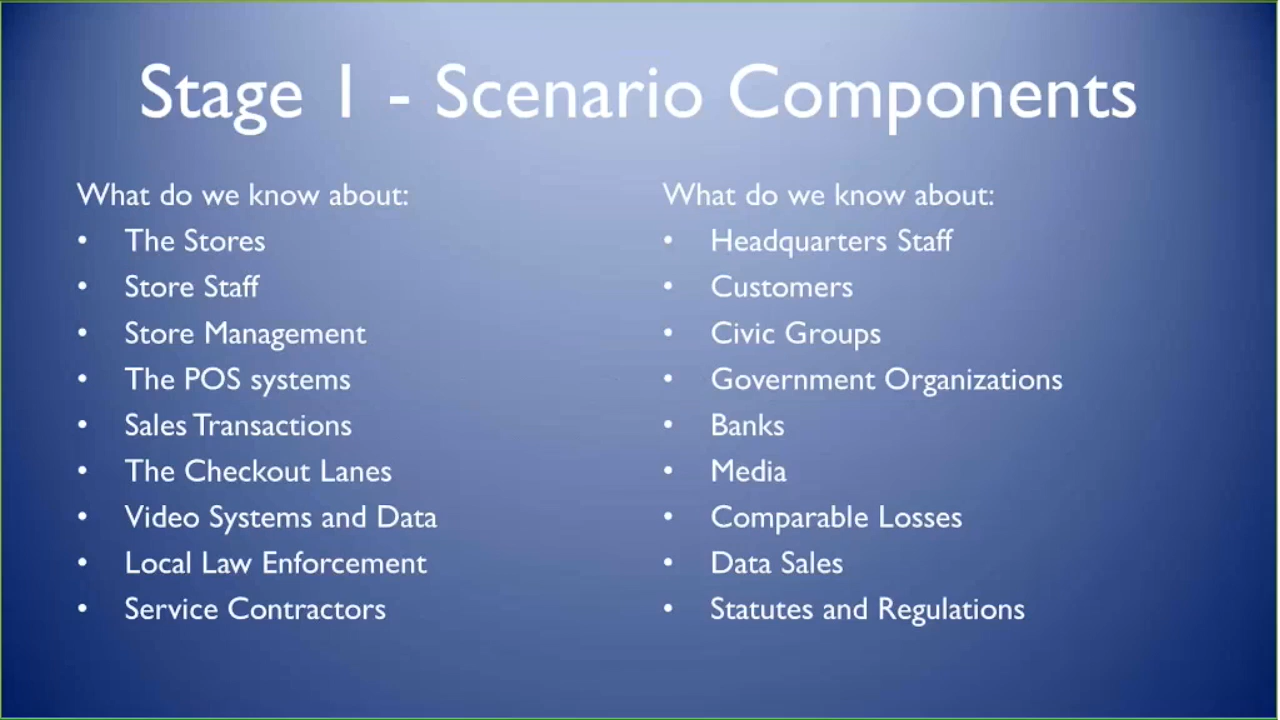 Stage 1 - Scenario Components
What do we know about:
• The Stores
• Store Staff
• Store Management
• The POS systems
• Sales Transactions
• The Checkout Lanes
• Video Systems and Data
• Local Law Enforcement
• Service Contractors
What do we know about:
• Headquarters Staff
• Customers
• Civic Groups
• Government Organizations
• Banks
• Media
• Comparable Losses
• Data Sales
• Statutes and Regulations